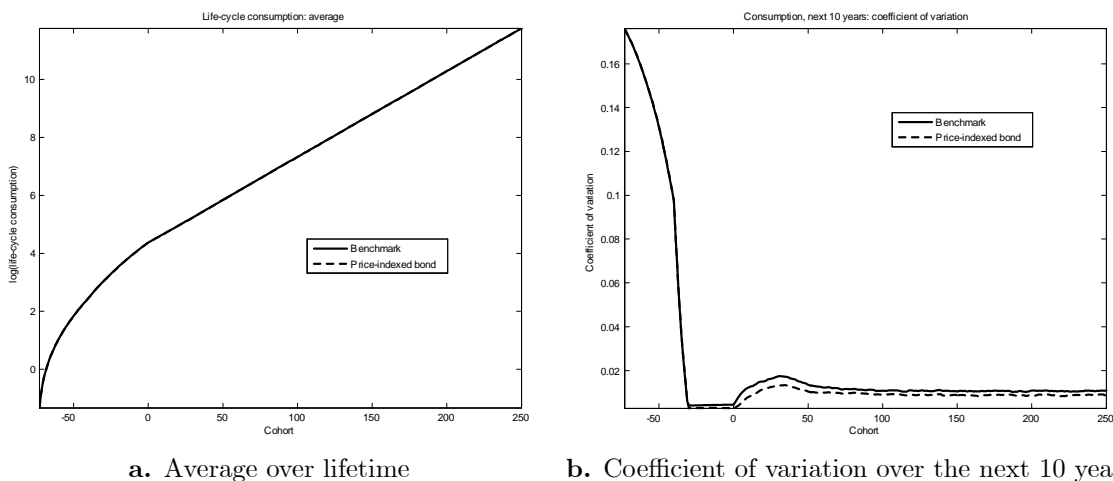 Life-cycle consumption: average
10
8
6
4
2
0
-50
0
50
100
150
200
250
log(life-cycle consumption)
Cohort
Benchmark
Price-indexed bond
a. Average over lifetime
Consumption, next 10 years: coefficient of variation
0.16
0.14
0.12
0.1
0.08
0.06
0.04
0.02
-50
0
50
100
150
200
250
Coefficient of variation
Cohort
Benchmark
Price-indexed bond
b. Coefficient of variation over the next 10 yea